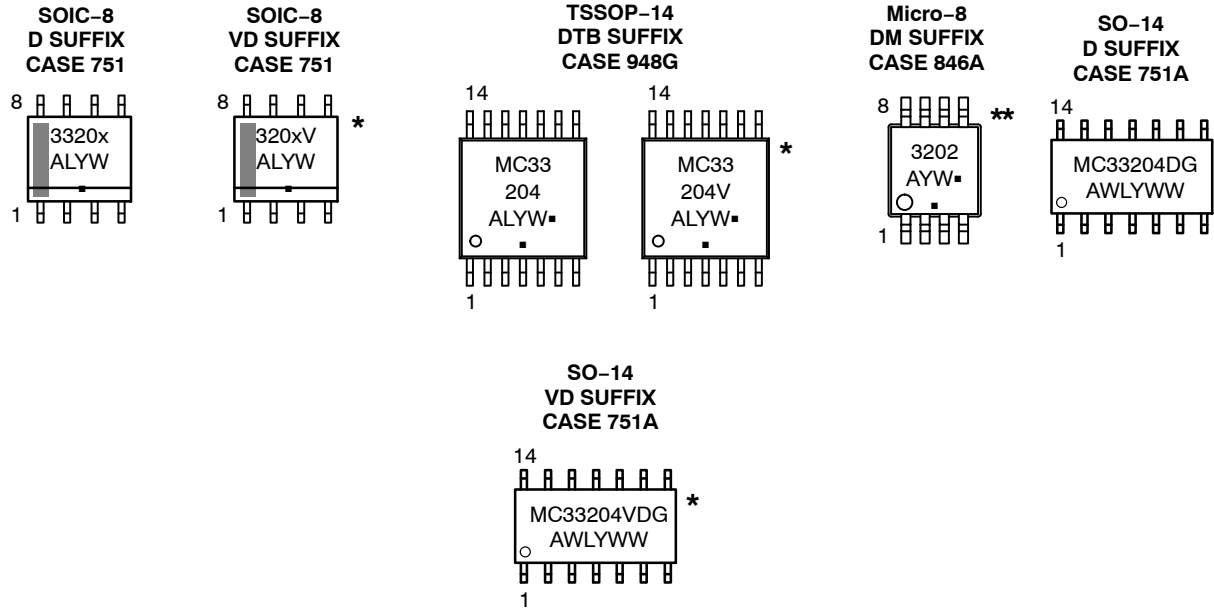 SOIC−8
D SUFFIX
CASE 751
8
3320x
ALYW
1
SOIC−8
VD SUFFIX
CASE 751
8
320xV
ALYW
*
1
TSSOP−14
DTB SUFFIX
CASE 948G
14
MC33
204
ALYW▪
▪
1
14
MC33
204V
ALYW▪
▪
*
1
Micro−8
DM SUFFIX
CASE 846A
8
3202
AYW▪
▪
**
1
SO−14
D SUFFIX
CASE 751A
14
MC33204DG
AWLYWW
1
SO−14
VD SUFFIX
CASE 751A
14
MC33204VDG
AWLYWW
*
1